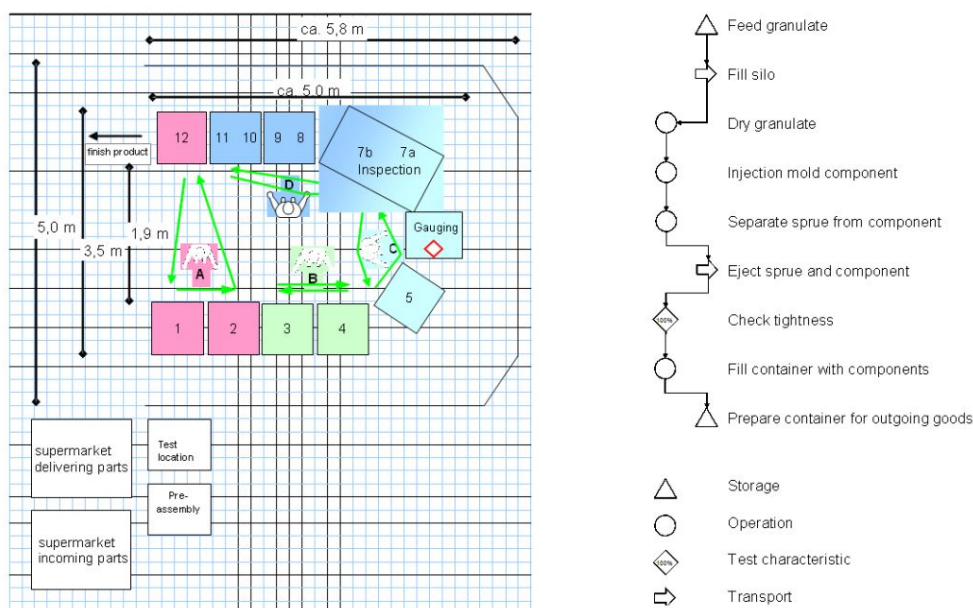 ca. 5,8 m
ca. 5,0 m
12
11 10
9 8
7b 7a
Inspection
finish product
D
5,0 m
3,5 m
1,9 m
Gauging
A
B
C
5
1
2
3
4
supermarket
delivering parts
Test
location
Pre-
assembly
supermarket
incoming parts
Feed granulate
Fill silo
Dry granulate
Injection mold component
Separate sprue from component
Eject sprue and component
100%
Check tightness
Fill container with components
Prepare container for outgoing goods
Storage
Operation
100%
Test characteristic
Transport